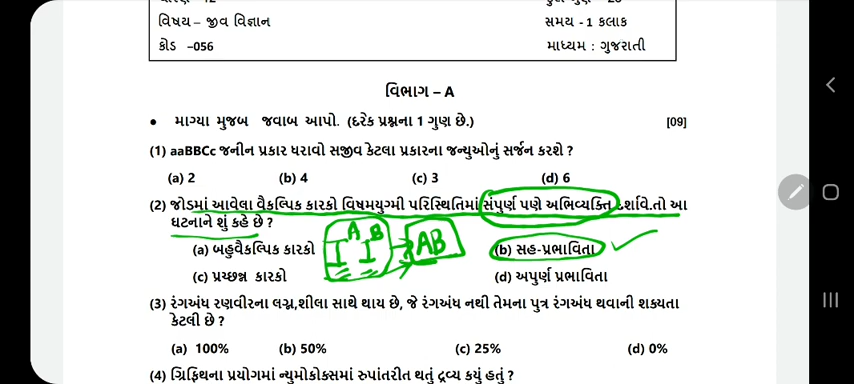 વિષય – જીવ વિજ્ઞાન
સમય - 1 કલાક
કોડ –056
માધ્યમ : ગુજરાતી
વિભાગ – A
• માગ્યા મુજબ જવાબ આપો. (દરેક પ્રશ્નના 1 ગુણ છે.) [09]
(1) aaBBCc જનીન પ્રકાર ધરાવો સજીવ કેટલા પ્રકારના જન્યુઓનું સર્જન કરશે ?
(a) 2 (b) 4 (c) 3 (d) 6
(2) જોડમાં આવેલા વૈકલ્પિક કારકો વિષમયુગ્મી પરિસ્થિતિમાં સંપુર્ણ પણે અભિવ્યક્તિ દર્શાવે.તો આ
ઘટનાને શું કહે છે ?
(a) બહુવૈકલ્પિક કારકો (b) સહ-પ્રભાવિતા
I^A I^B AB
(c) પ્રચ્છન્ન કારકો (d) અપુર્ણ પ્રભાવિતા
(3) રંગઅંધ રણવીરના લગ્ન,શીલા સાથે થાય છે, જે રંગઅંધ નથી તેમના પુત્ર રંગઅંધ થવાની શક્યતા
કેટલી છે ?
(a) 100% (b) 50% (c) 25% (d) 0%
(4) ગ્રિફિથના પ્રયોગમાં ન્યુમોકોક્સમાં રુપાંતરીત થતું દ્રવ્ય કયું હતું ?